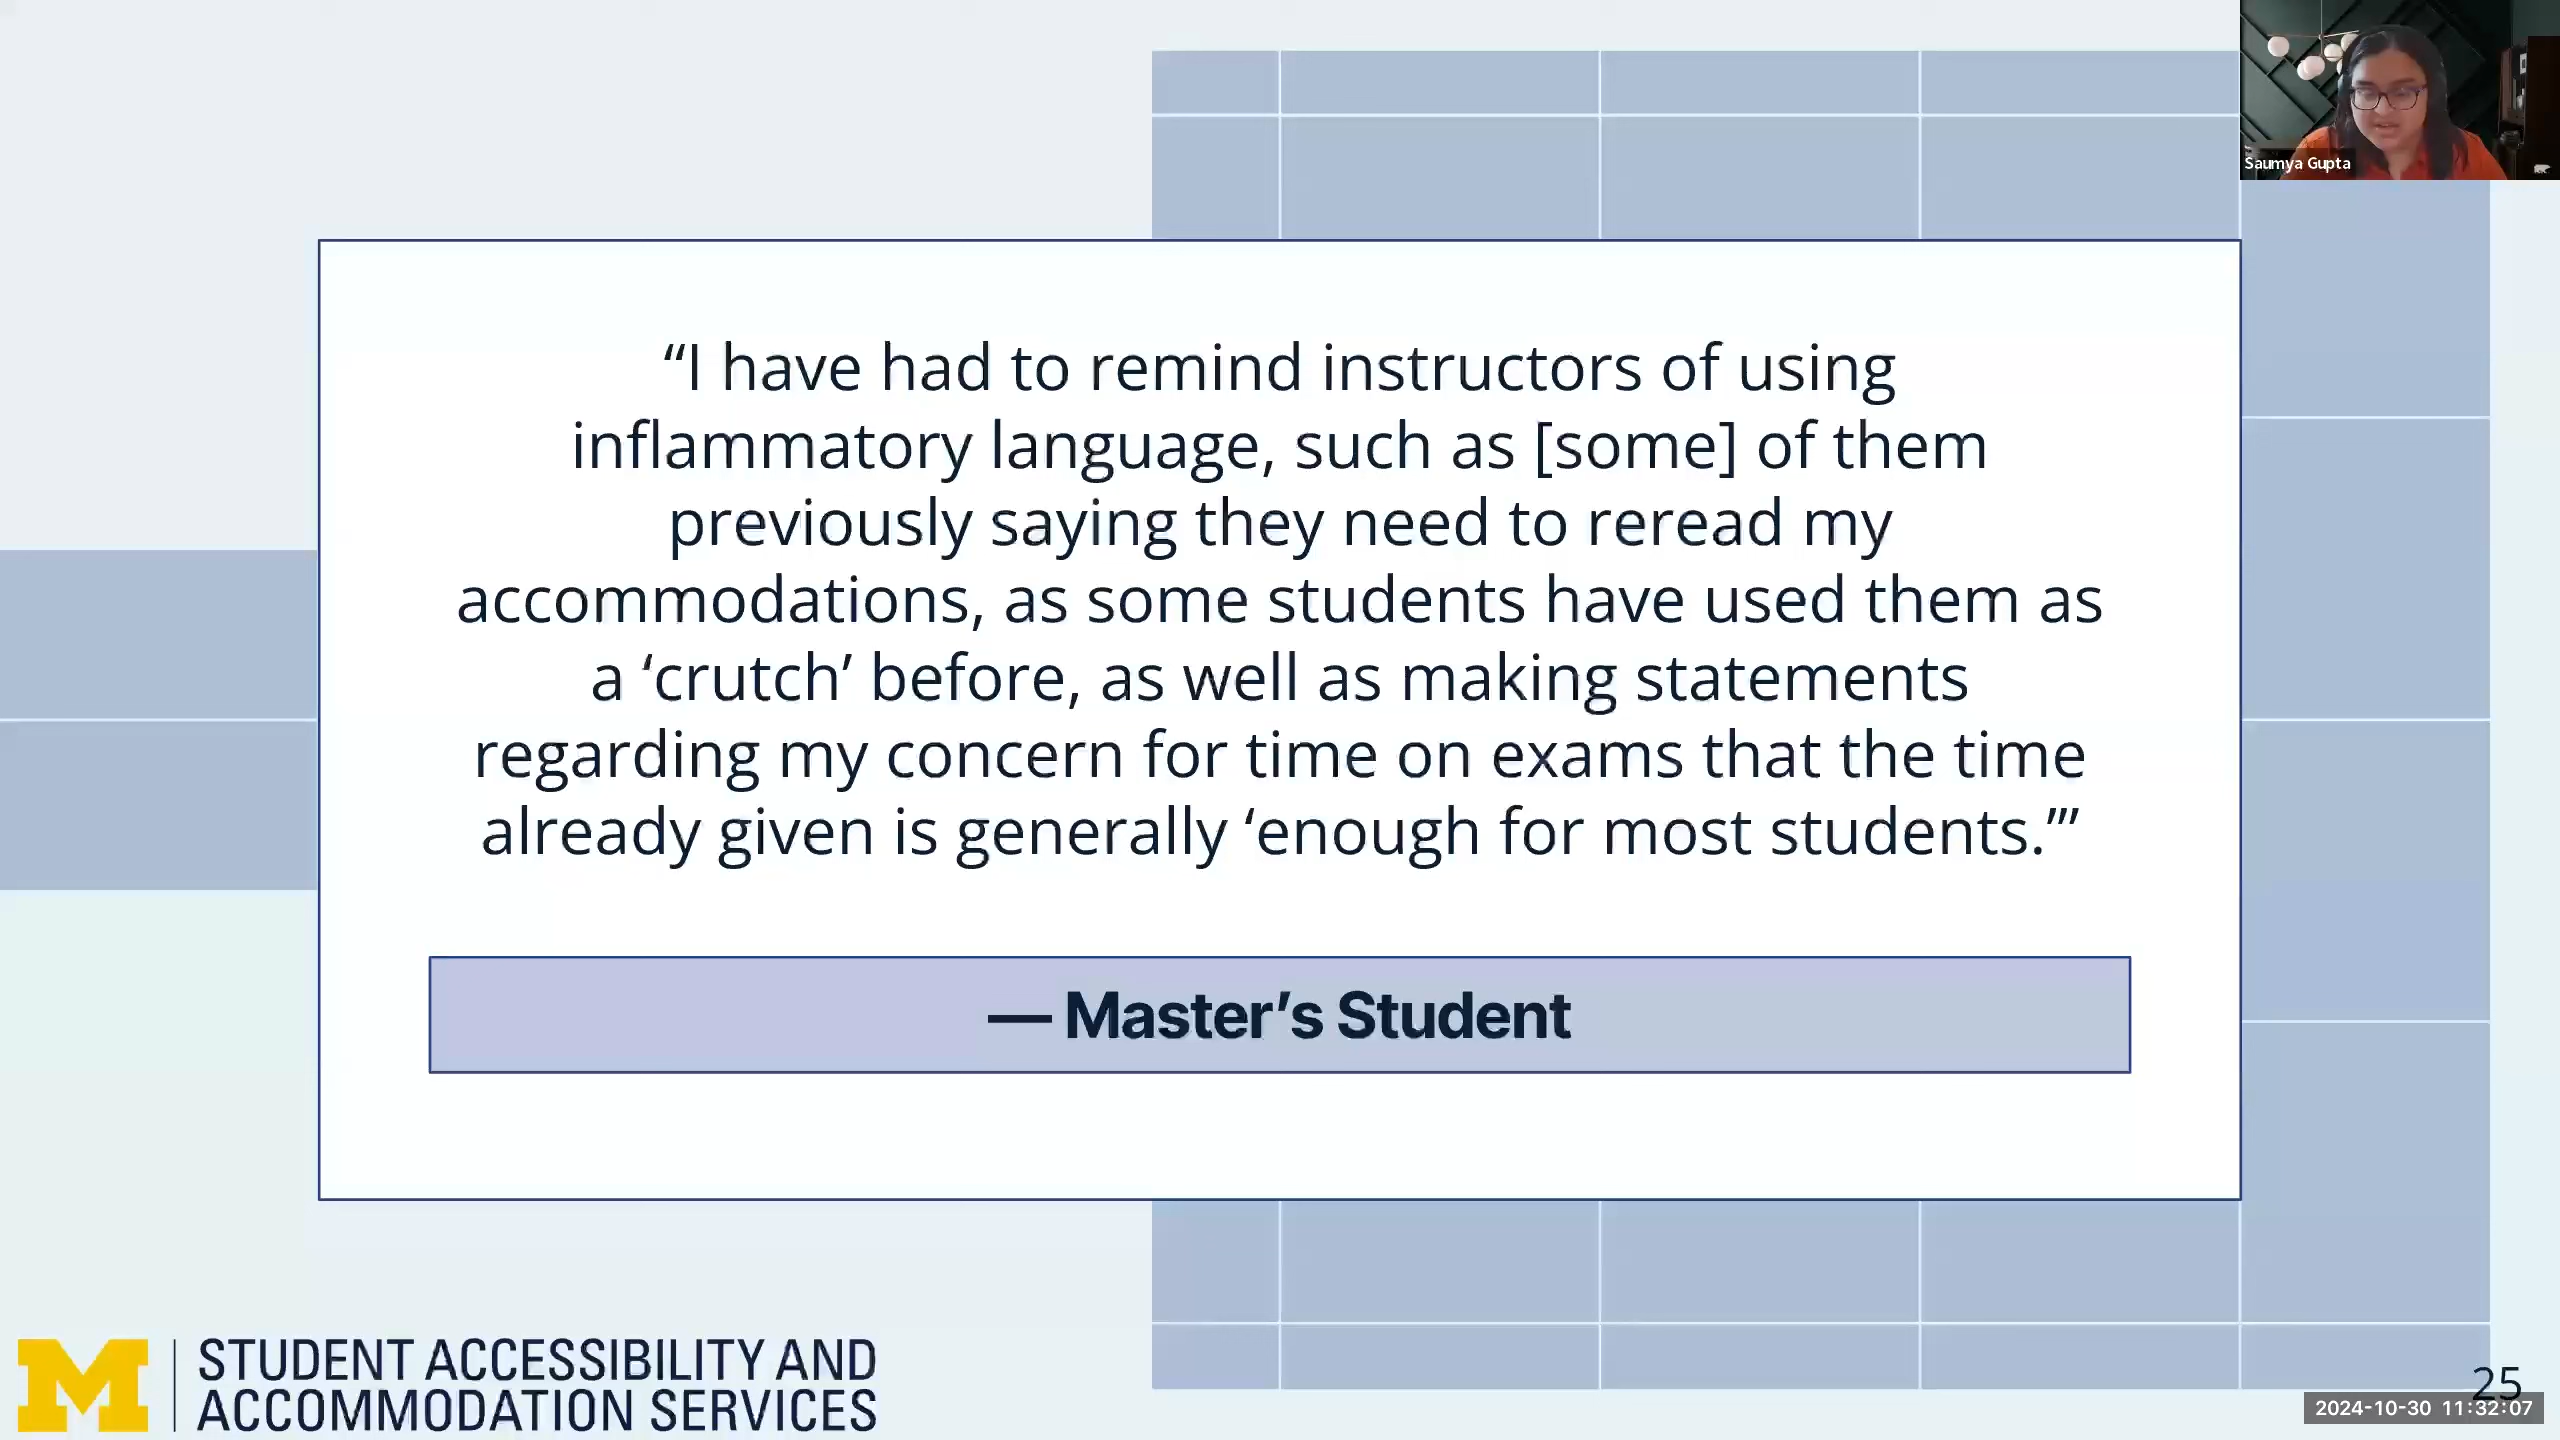 Saumya Gupta
“I have had to remind instructors of using
inflammatory language, such as [some] of them
previously saying they need to reread my
accommodations, as some students have used them as
a ‘crutch’ before, as well as making statements
regarding my concern for time on exams that the time
already given is generally ‘enough for most students.’”
— Master’s Student
M
STUDENT ACCESSIBILITY AND
ACCOMMODATION SERVICES
25
2024-10-30 11:32:07